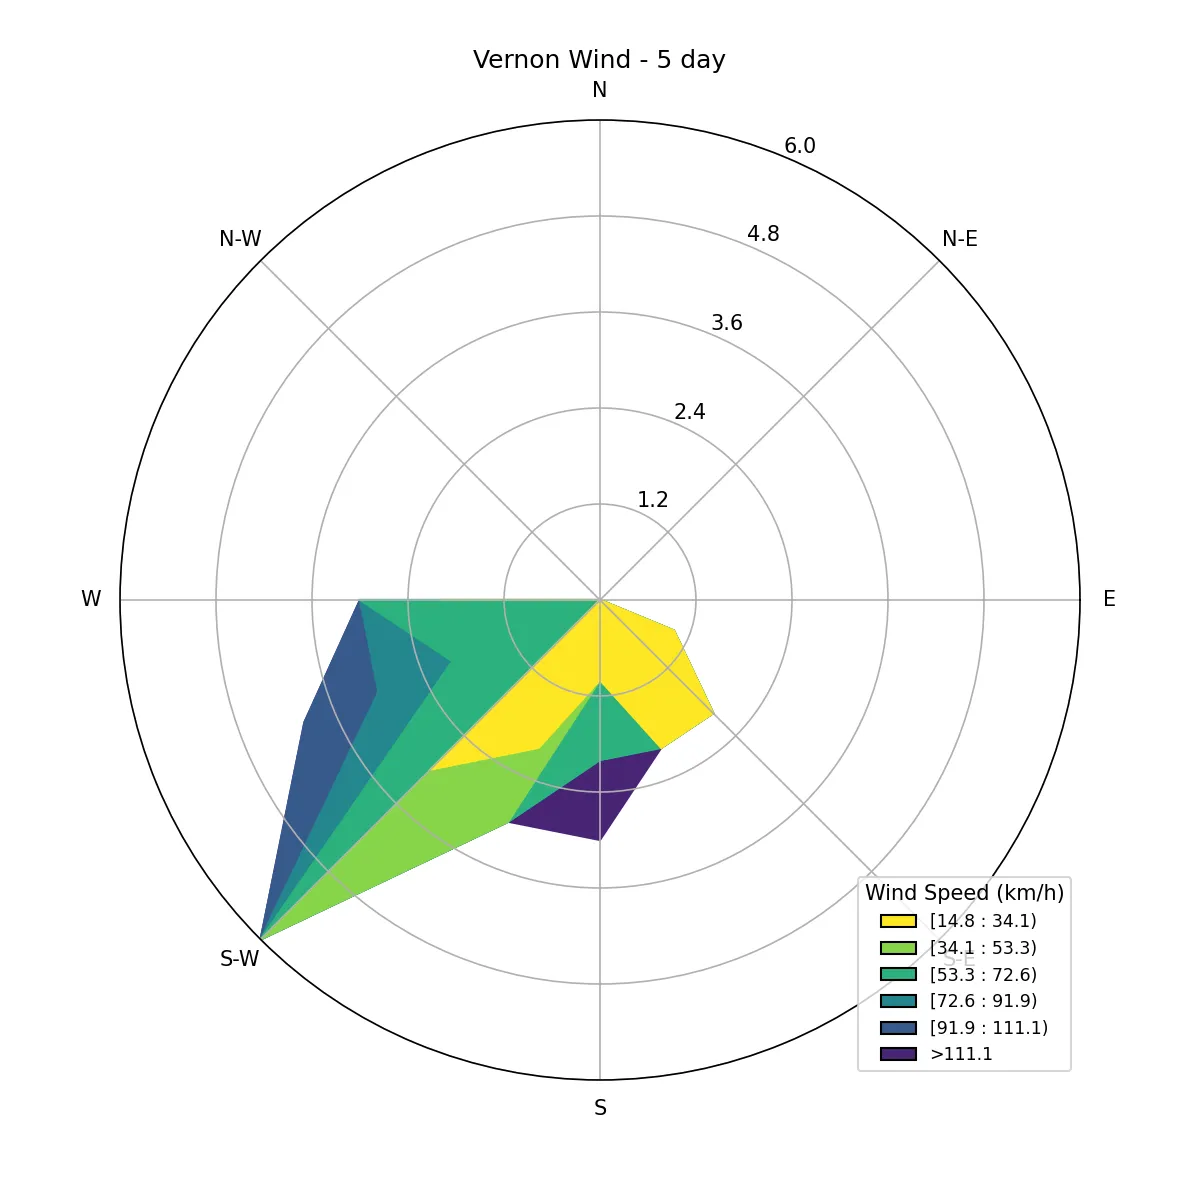 Vernon Wind - 5 day
N
6.0
4.8
N-W
N-E
3.6
2.4
1.2
W
E
S-W
S-E
Wind Speed (km/h)
[14.8 : 34.1)
[34.1 : 53.3)
[53.3 : 72.6)
[72.6 : 91.9)
[91.9 : 111.1)
>111.1
S